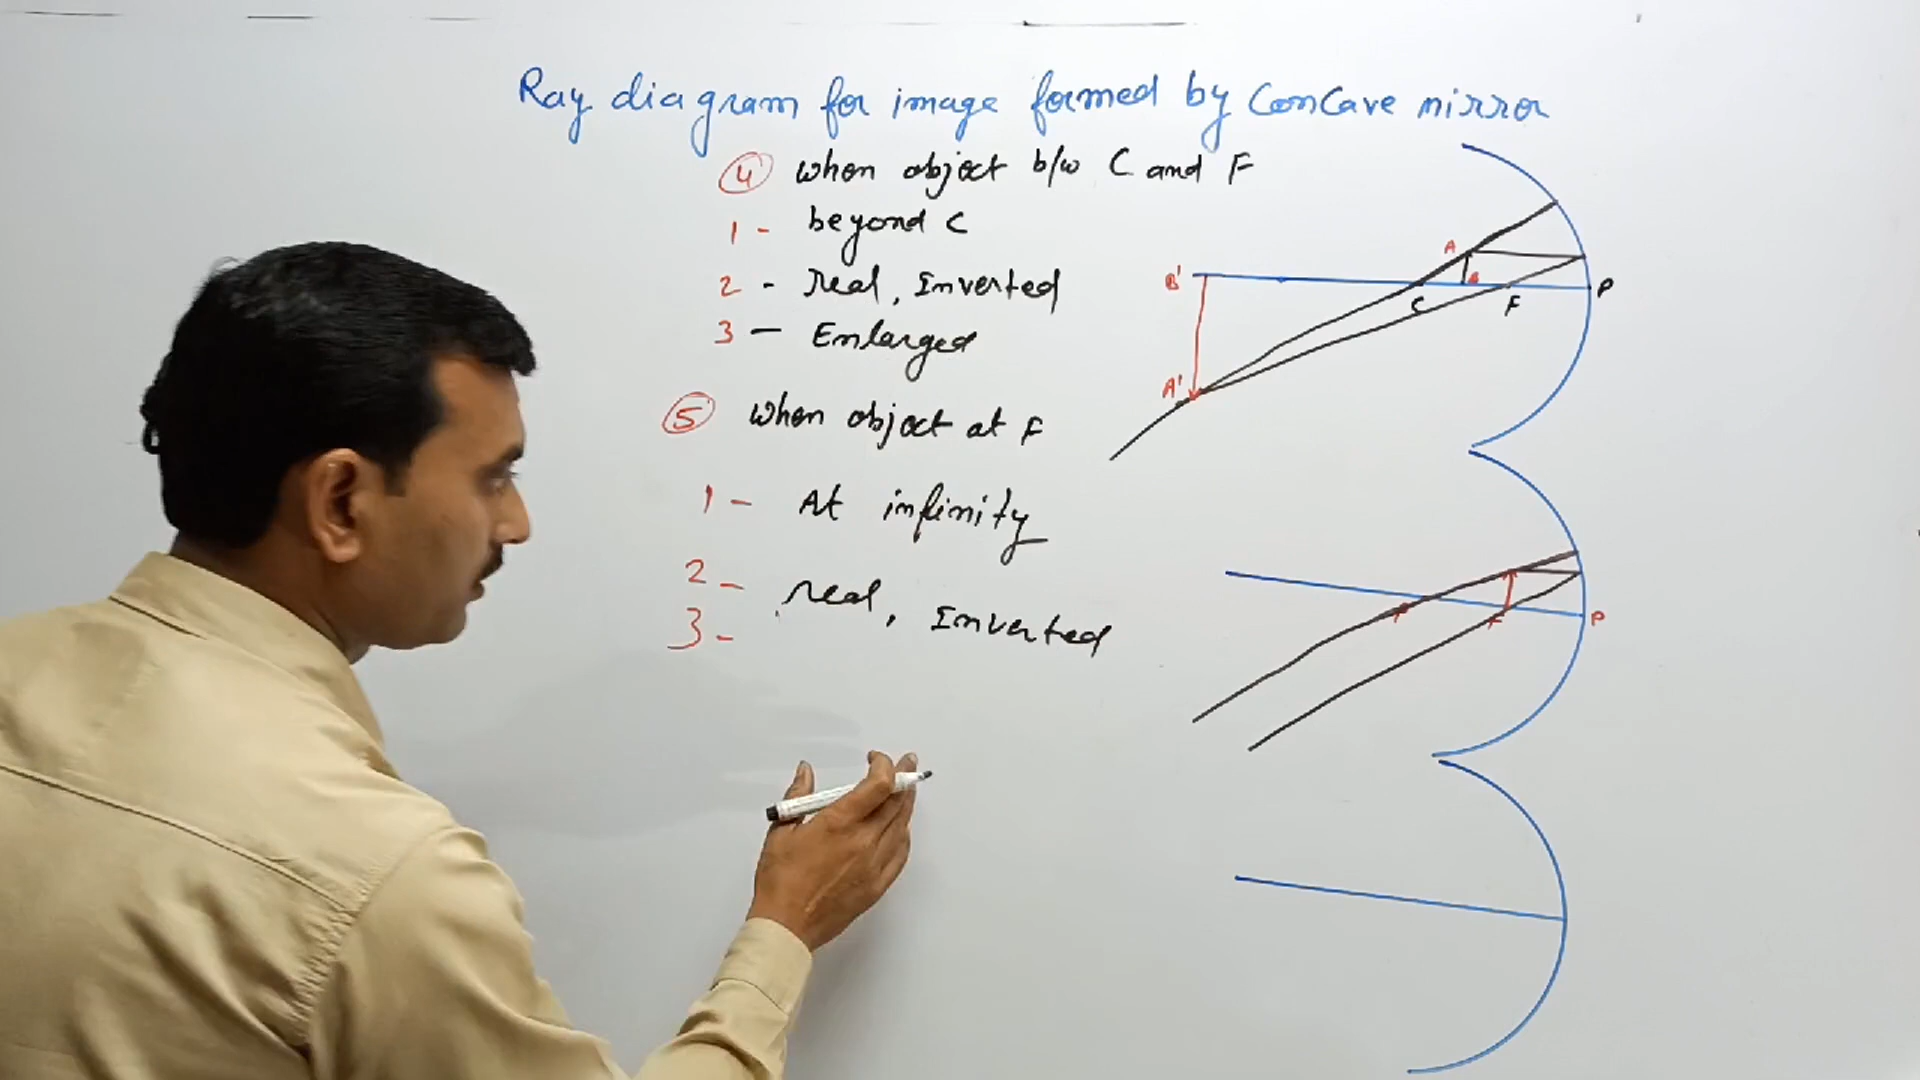 Ray diagram for image formed by Concave mirror
4 when object b/w C and F
1 - beyond C
2 - real, Inverted
3 - Enlarged
5 when object at F
1 - At infinity
2 - real, Inverted
3 -
A
B
B'
C
F
P
A'
F
P